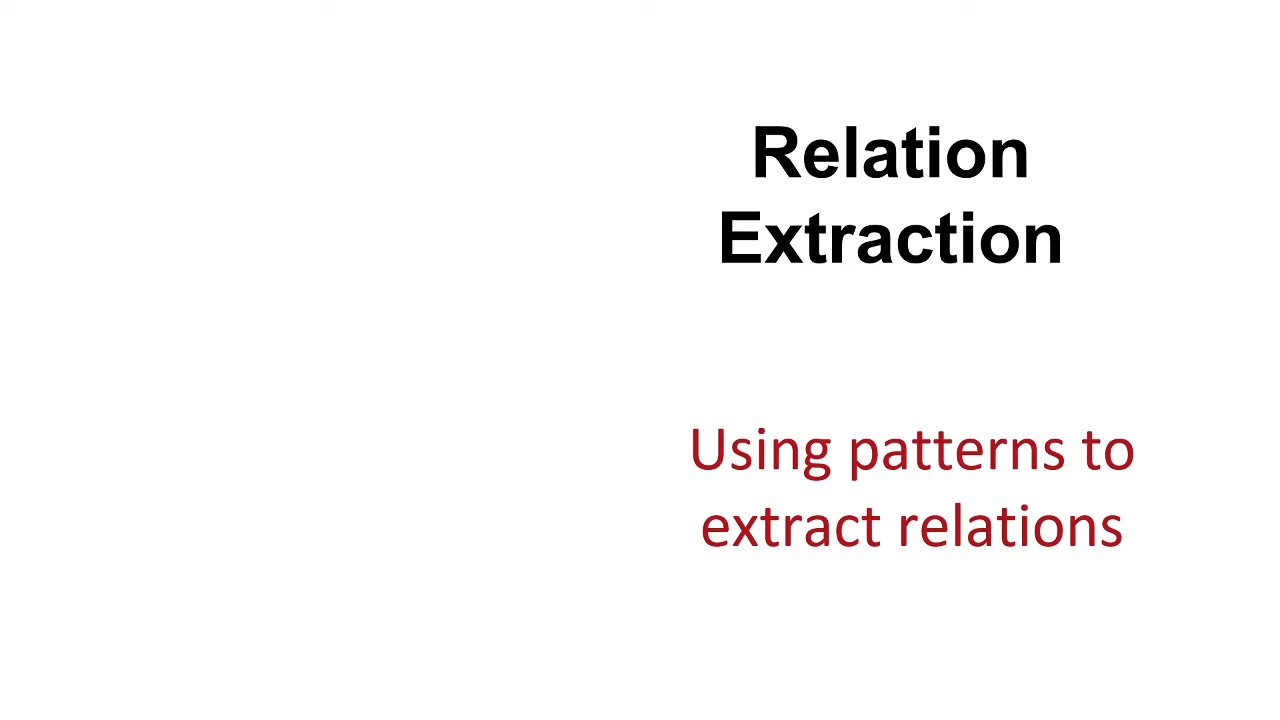 Relation
Extraction
Using patterns to
extract relations